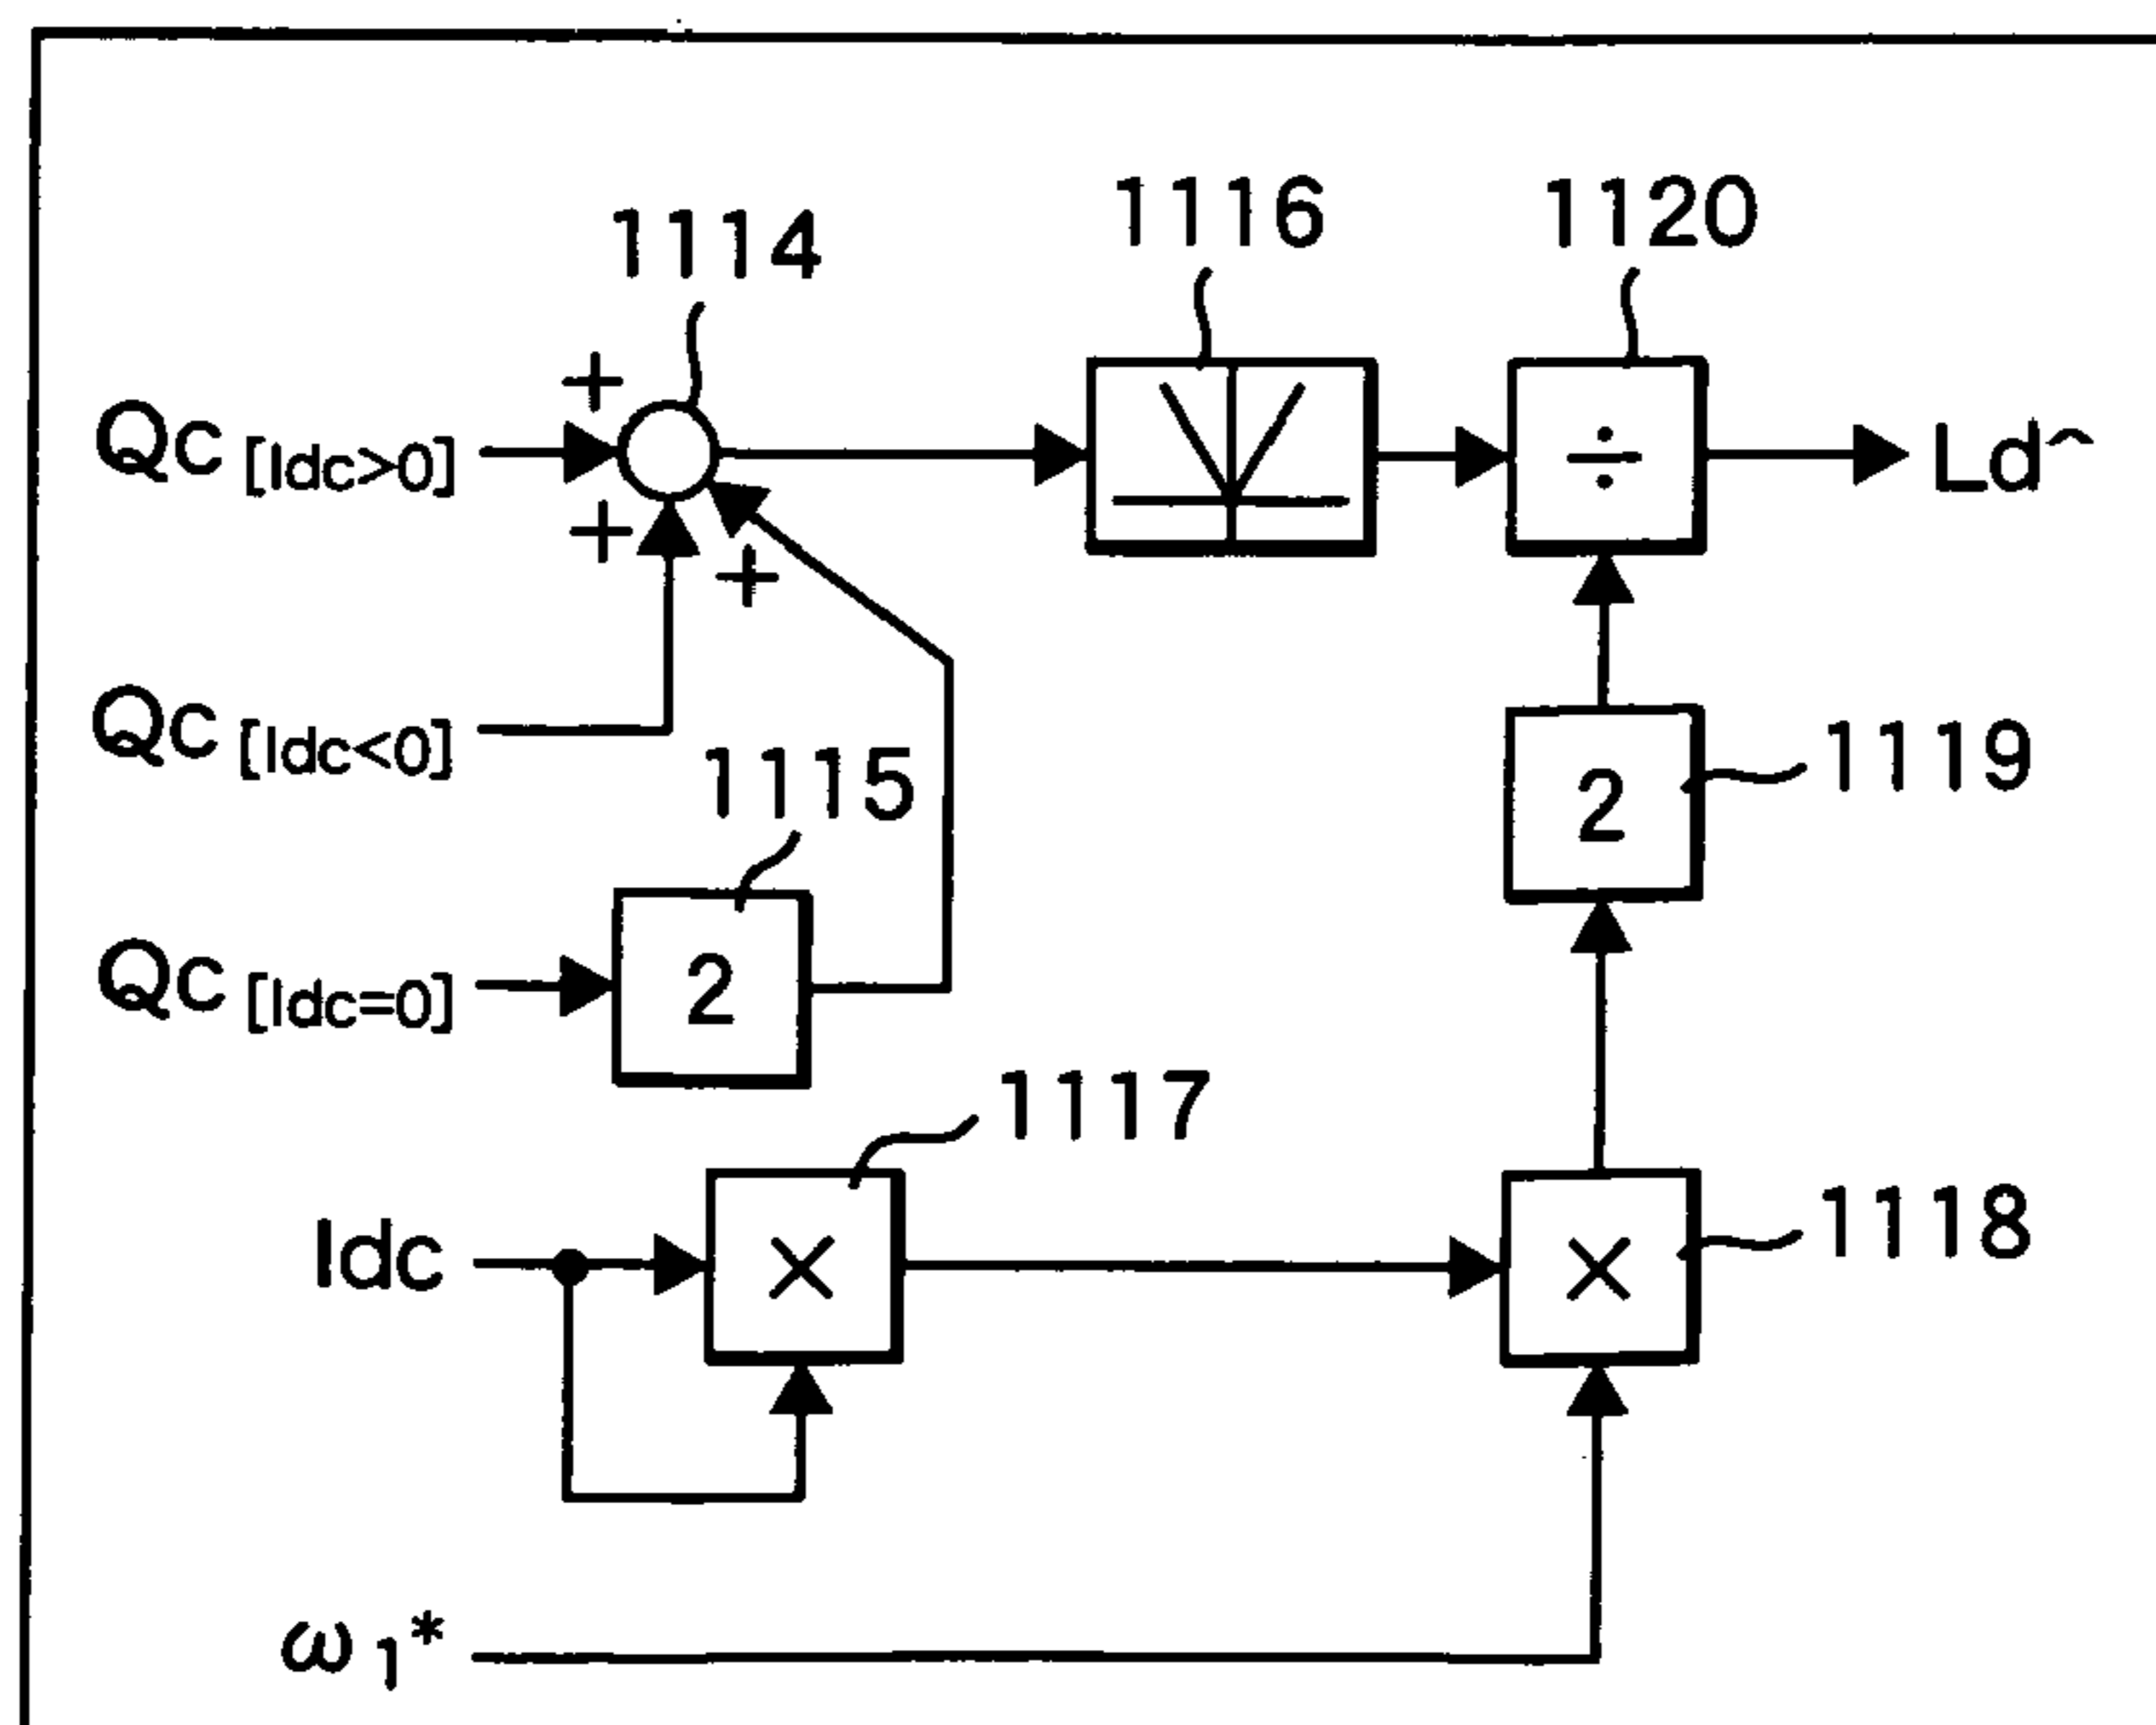 1114
1116
1120
+
Qc [Idc>0]
÷
Ld^
+
+
Qc [Idc<0]
1115
2
1119
Qc [Idc=0]
2
1117
Idc
×
×
1118
ω1*